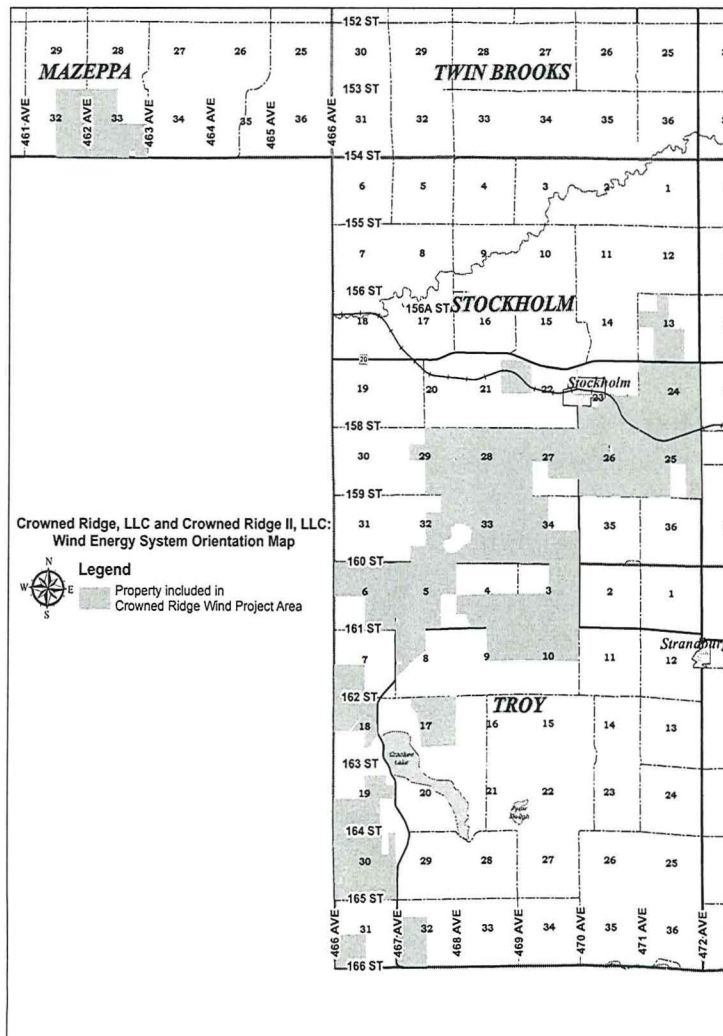 152 ST
29 28 27 26 25 30 29 28 27 26 25
MAZEPPA TWIN BROOKS
153 ST
461 AVE 462 AVE 463 AVE 464 AVE 465 AVE 466 AVE
32 33 34 35 36 31 32 33 34 35 36
154 ST
6 5 4 3 2 1
155 ST
7 8 9 10 11 12
156 ST
156A ST STOCKHOLM
18 17 16 15 14 13
20
19 20 21 22 Stockholm 23 24
158 ST
30 29 28 27 26 25
159 ST
31 32 33 34 35 36
Crowned Ridge, LLC and Crowned Ridge II, LLC:
Wind Energy System Orientation Map
160 ST
N
W E
S
Legend
Property included in
Crowned Ridge Wind Project Area
6 5 4 3 2 1
161 ST
Strandburg
7 8 9 10 11 12
162 ST
TROY
18 17 16 15 14 13
163 ST
Lake
19 20 21 22 23 24
Slough
164 ST
30 29 28 27 26 25
165 ST
466 AVE 467 AVE 468 AVE 469 AVE 470 AVE 471 AVE 472 AVE
31 32 33 34 35 36
166 ST